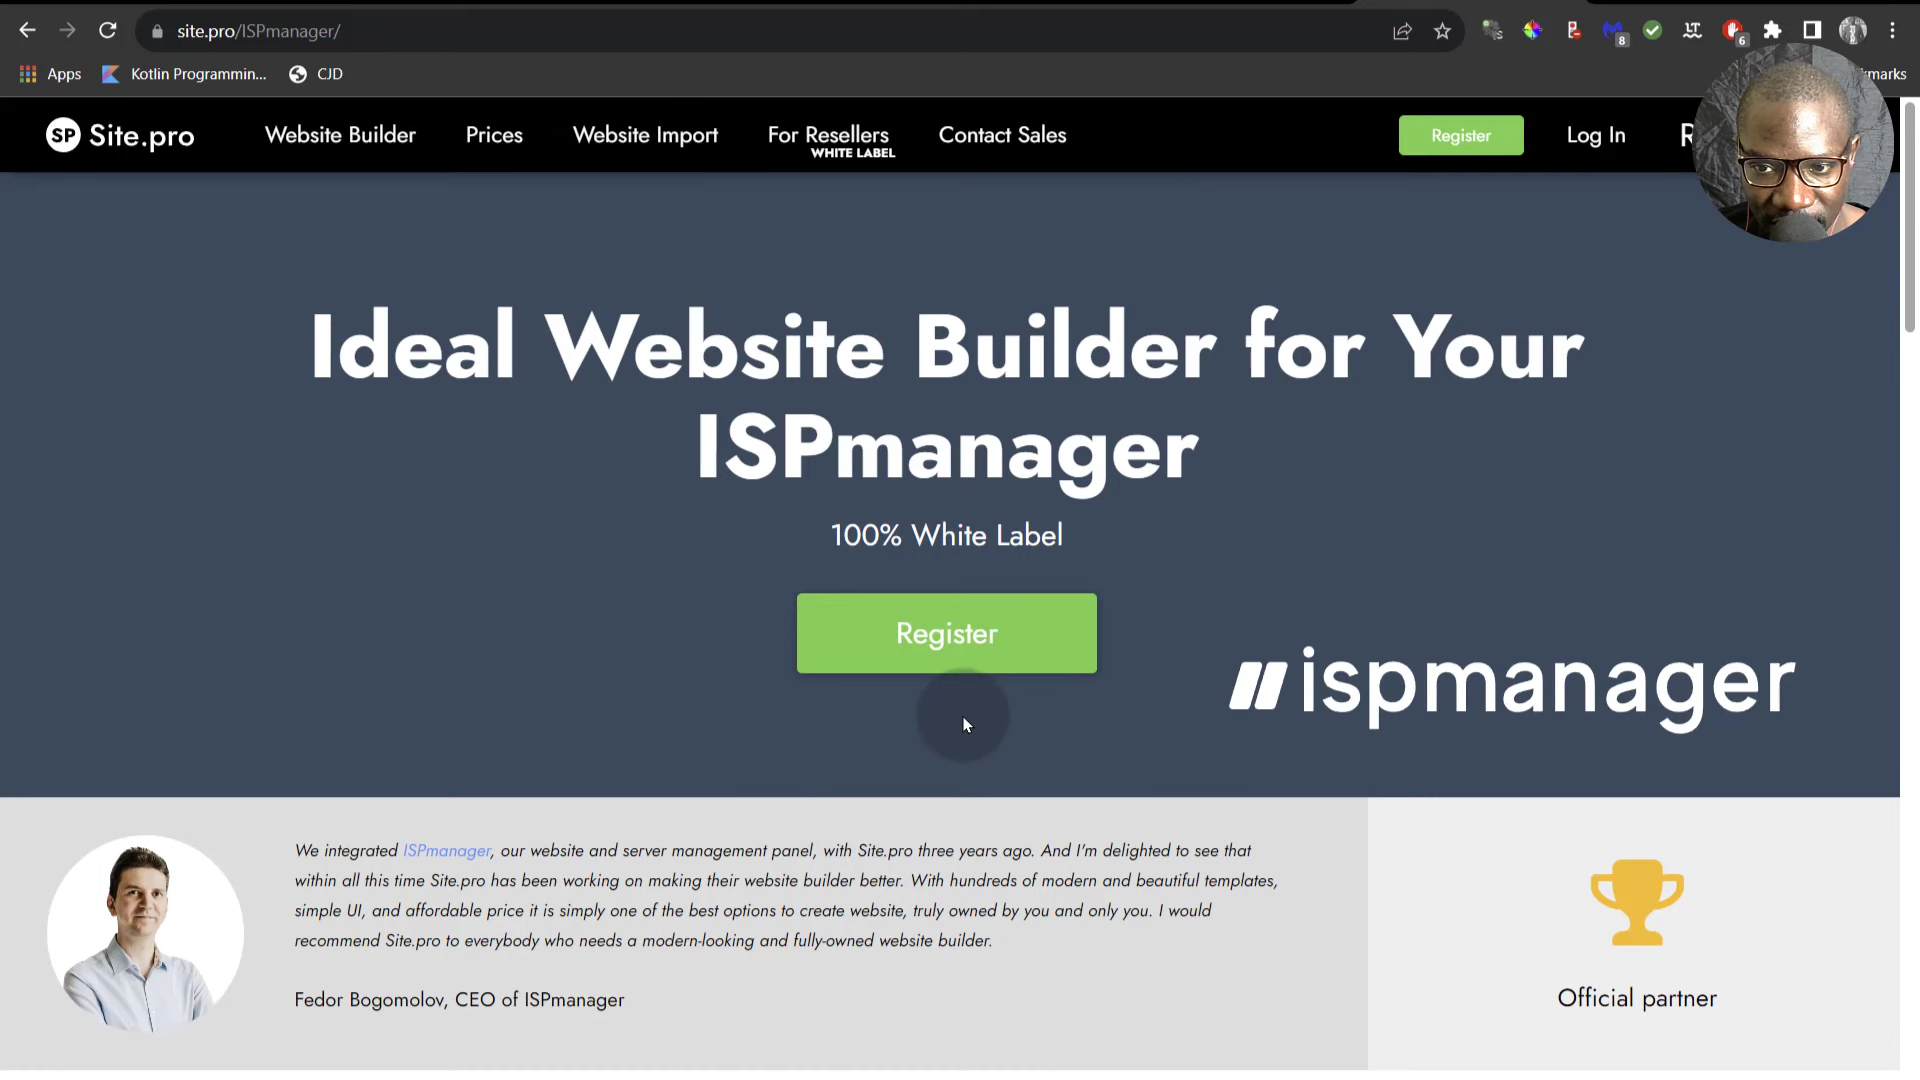 site.pro/ISPmanager/
8
6
Apps
Kotlin Programmin...
CJD
kmarks
SP Site.pro
Website Builder
Prices
Website Import
For Resellers
WHITE LABEL
Contact Sales
Register
Log In
Ideal Website Builder for Your
ISPmanager
100% White Label
Register
ispmanager
We integrated ISPmanager, our website and server management panel, with Site.pro three years ago. And I'm delighted to see that
within all this time Site.pro has been working on making their website builder better. With hundreds of modern and beautiful templates,
simple UI, and affordable price it is simply one of the best options to create website, truly owned by you and only you. I would
recommend Site.pro to everybody who needs a modern-looking and fully-owned website builder.
Fedor Bogomolov, CEO of ISPmanager
Official partner